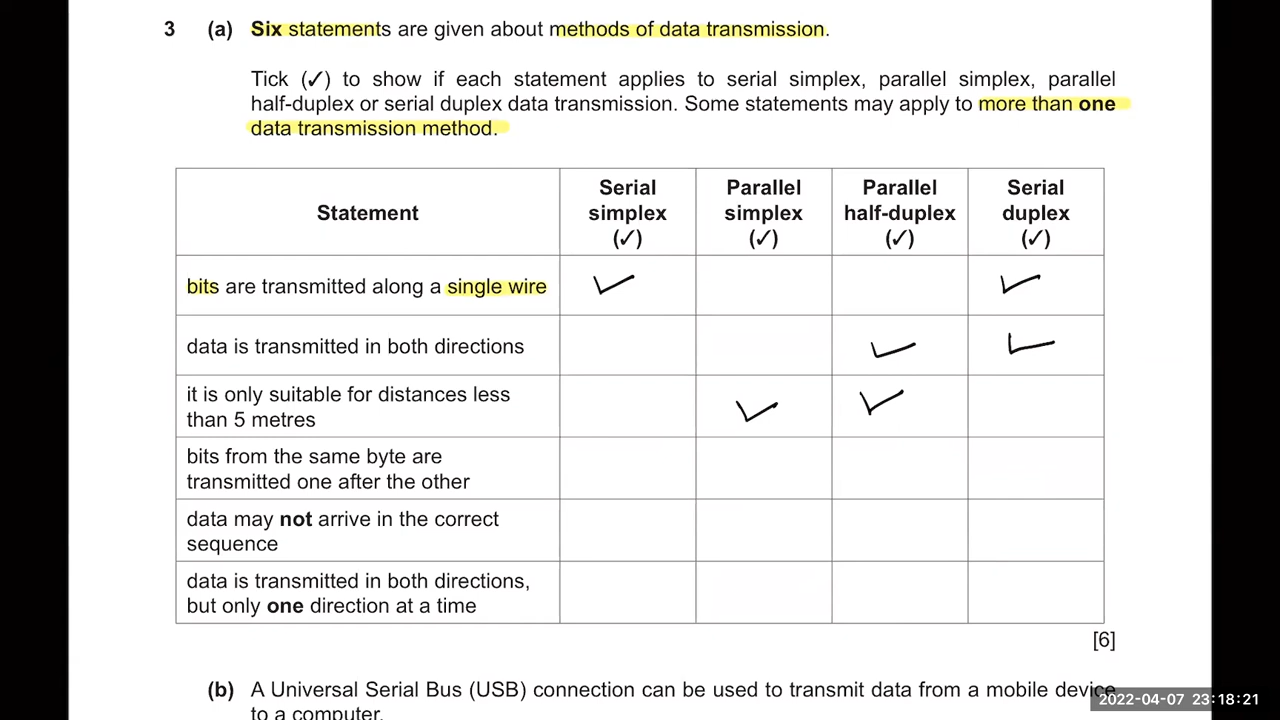 3 (a) Six statements are given about methods of data transmission.
Tick (✓) to show if each statement applies to serial simplex, parallel simplex, parallel
half-duplex or serial duplex data transmission. Some statements may apply to more than one
data transmission method.
Statement
Serial
simplex
(✓)
Parallel
simplex
(✓)
Parallel
half-duplex
(✓)
Serial
duplex
(✓)
bits are transmitted along a single wire ✓ ✓
data is transmitted in both directions ✓ ✓
it is only suitable for distances less
than 5 metres ✓ ✓
bits from the same byte are
transmitted one after the other
data may not arrive in the correct
sequence
data is transmitted in both directions,
but only one direction at a time
[6]
(b) A Universal Serial Bus (USB) connection can be used to transmit data from a mobile device
to a computer.
2022-04-07 23:18:21